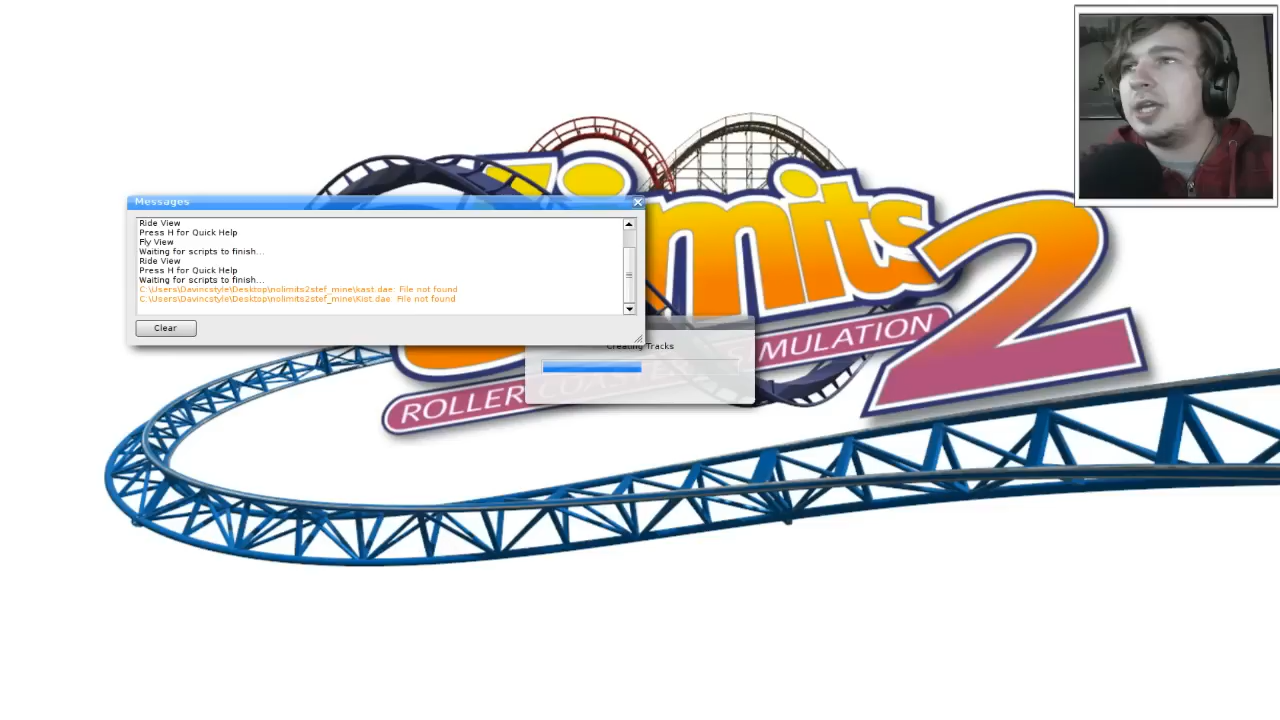 Messages
Ride View
Press H for Quick Help
Fly View
Waiting for scripts to finish...
Ride View
Press H for Quick Help
Waiting for scripts to finish...
C:\Users\Davincstyle\Desktop\nolimits2stef_mine\kast.dae: File not found
C:\Users\Davincstyle\Desktop\nolimits2stef_mine\Kist.dae: File not found
Clear
Creating Tracks
imits 2
ROLLER COASTER
MULATION